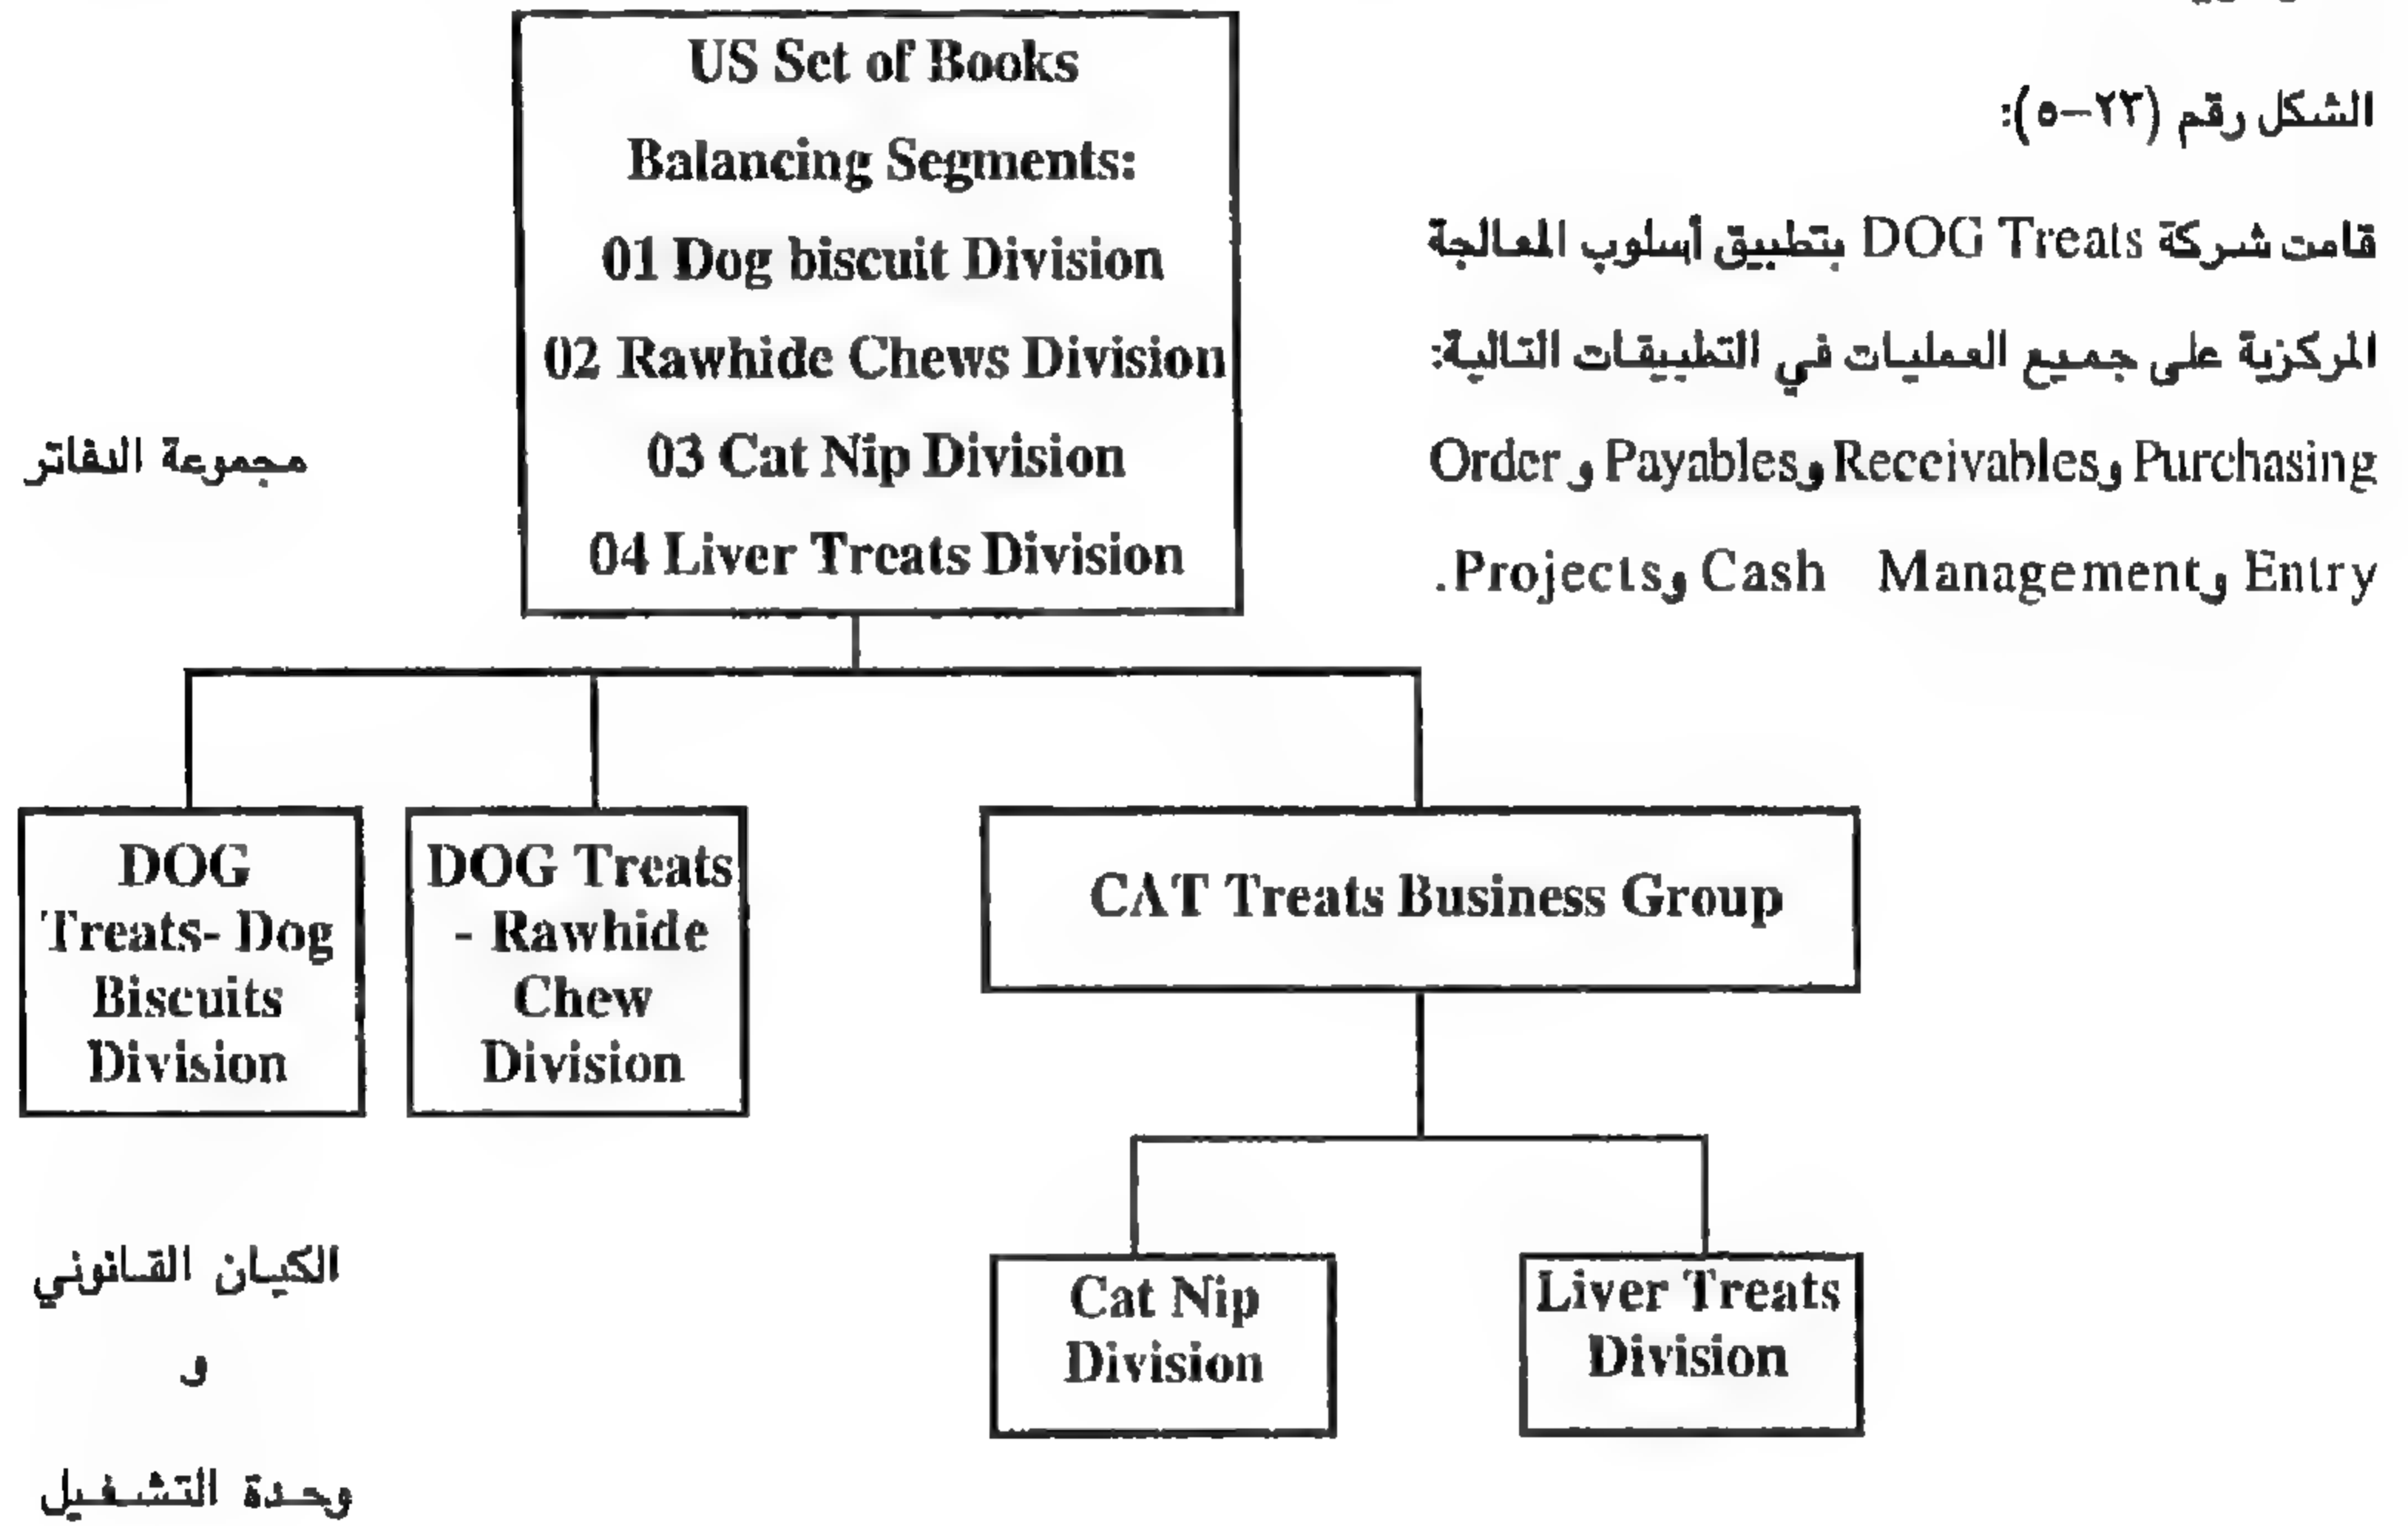 الشكل رقم (٢٣-٥):
قامت شركة DOG Treats بتطبيق أسلوب المعالجة
المركزية على جميع العمليات في التطبيقات التالية:
Purchasing وReceivables وPayables و Order
Entry وCash Management وProjects.
US Set of Books
Balancing Segments:
01 Dog biscuit Division
02 Rawhide Chews Division
03 Cat Nip Division
04 Liver Treats Division
مجموعة الدفاتر
DOG
Treats- Dog
Biscuits
Division
DOG Treats
- Rawhide
Chew
Division
CAT Treats Business Group
Cat Nip
Division
Liver Treats
Division
الكيان القانوني
و
وحدة التشغيل